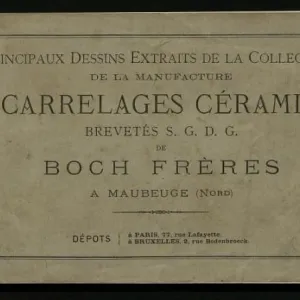 INCIPAUX DESSINS EXTRAITS DE LA COLLEC
DE LA MANUFACTURE
CARRELAGES CÉRAMI
BREVETÉS S. G. D. G.
DE
BOCH FRÈRES
A MAUBEUGE (NORD)
DÉPOTS
à PARIS, 77, rue Lafayette.
à BRUXELLES, 2, rue Bodenbroeck.